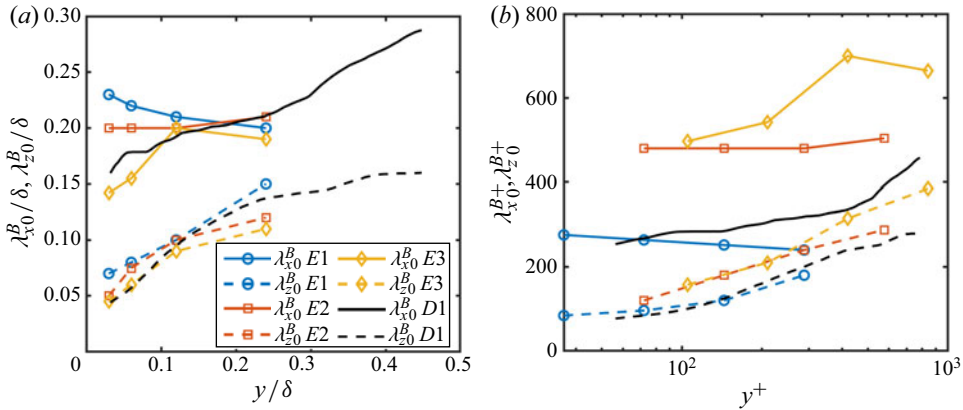 (a)
0.30
0.25
0.20
0.15
0.10
0.05
0
0.1
0.2
0.3
0.4
0.5
y/δ
λ^B_{x0}/δ, λ^B_{z0}/δ
λ^B_{x0} E1
λ^B_{z0} E1
λ^B_{x0} E2
λ^B_{z0} E2
λ^B_{x0} E3
λ^B_{z0} E3
λ^B_{x0} D1
λ^B_{z0} D1
(b)
800
600
400
200
0
10^2
10^3
y^+
λ^{B+}_{x0}, λ^{B+}_{z0}